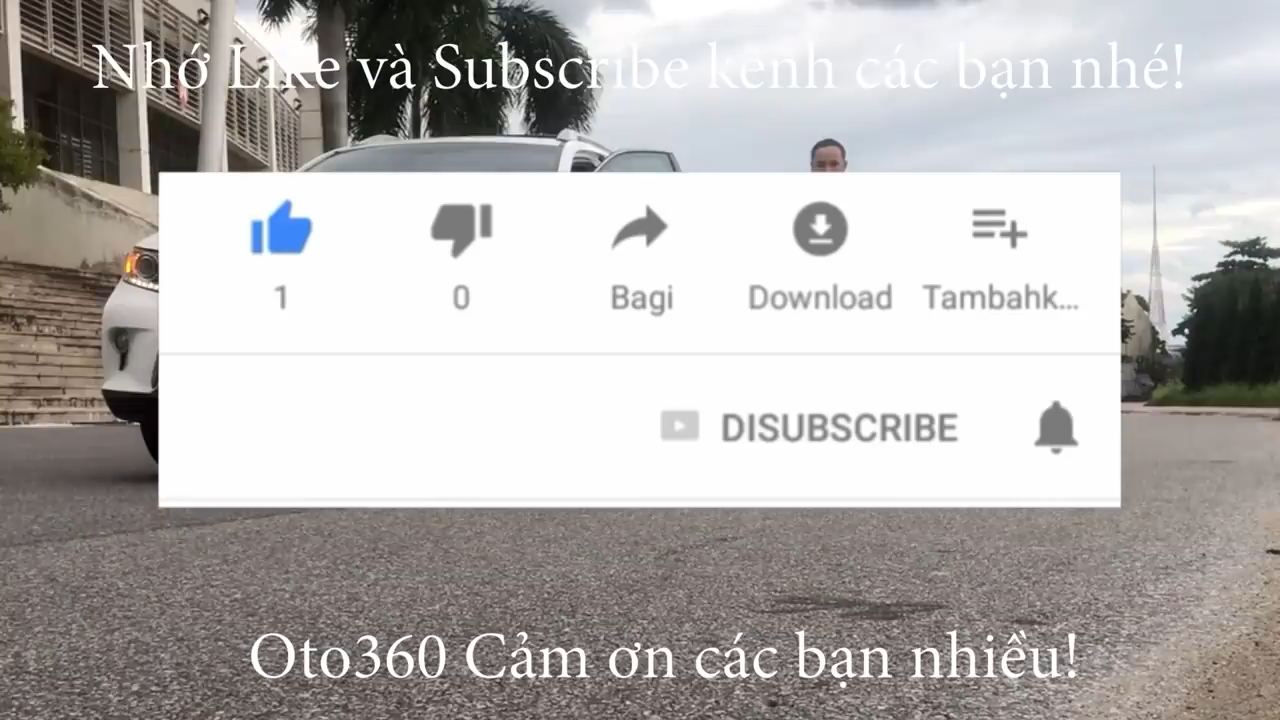 Nhớ Like và Subscribe kênh các bạn nhé!
1
0
Bagi
Download
Tambahk...
DISUBSCRIBE
Oto360 Cảm ơn các bạn nhiều!